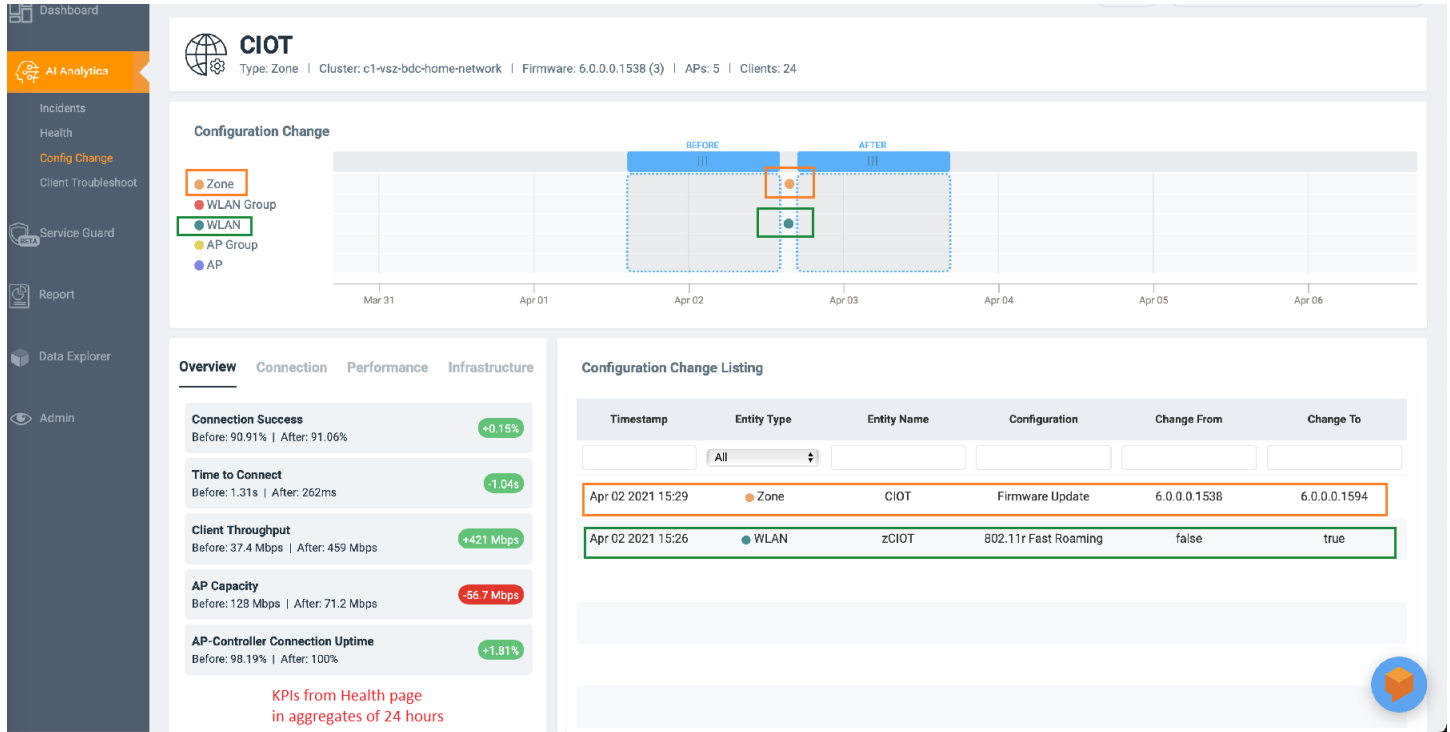 Dashboard
AI Analytics
Incidents
Health
Config Change
Client Troubleshoot
Service Guard
BETA
Report
Data Explorer
Admin
CIOT
Type: Zone | Cluster: c1-vsz-bdc-home-network | Firmware: 6.0.0.0.1538 (3) | APs: 5 | Clients: 24
Configuration Change
BEFORE AFTER
Zone
WLAN Group
WLAN
AP Group
AP
Mar 31 Apr 01 Apr 02 Apr 03 Apr 04 Apr 05 Apr 06
Overview Connection Performance Infrastructure
Connection Success
Before: 90.91% | After: 91.06%
+0.15%
Time to Connect
Before: 1.31s | After: 262ms
-1.04s
Client Throughput
Before: 37.4 Mbps | After: 459 Mbps
+421 Mbps
AP Capacity
Before: 128 Mbps | After: 71.2 Mbps
-56.7 Mbps
AP-Controller Connection Uptime
Before: 98.19% | After: 100%
+1.81%
KPIs from Health page
in aggregates of 24 hours
Configuration Change Listing
Timestamp Entity Type Entity Name Configuration Change From Change To
All
Apr 02 2021 15:29 Zone CIOT Firmware Update 6.0.0.0.1538 6.0.0.0.1594
Apr 02 2021 15:26 WLAN zCIOT 802.11r Fast Roaming false true